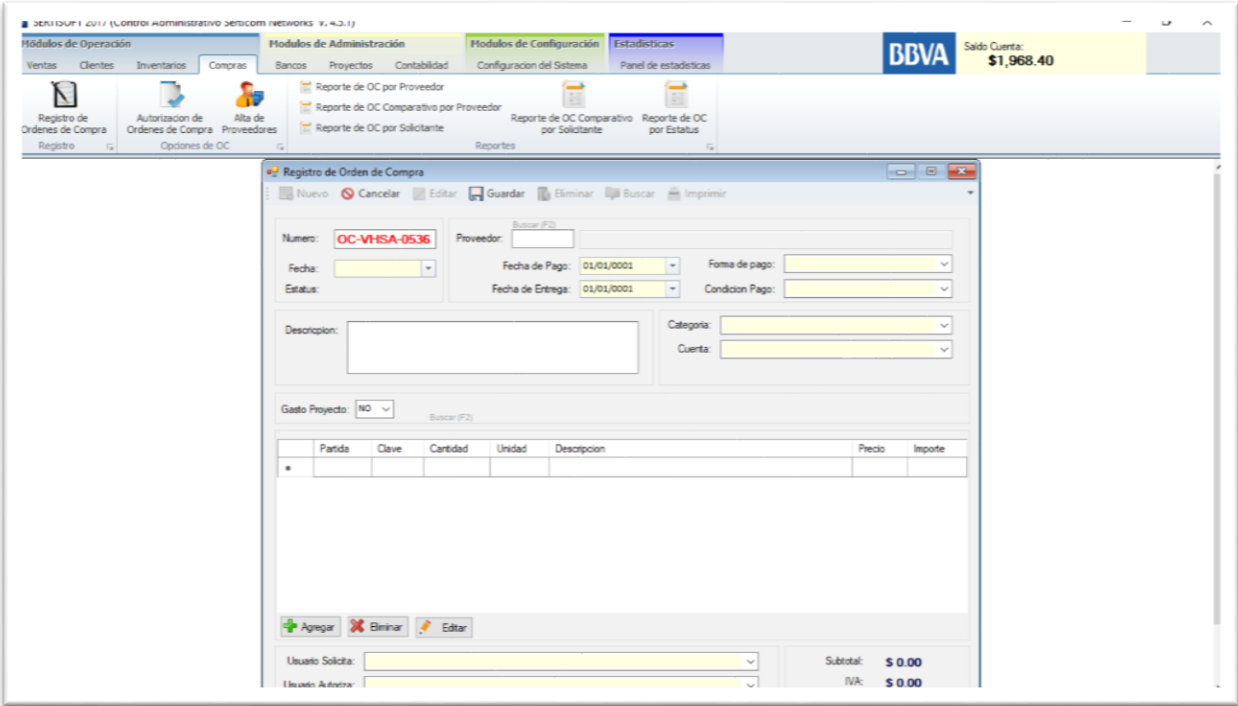 SERTISOFT 2017 (Control Administrativo Serticom Networks V. 4.5.1)
Módulos de Operación Modulos de Administración Modulos de Configuración Estadisticas
Ventas Clientes Inventarios Compras Bancos Proyectos Contabilidad Configuracion del Sistema Panel de estadisticas
BBVA
Saldo Cuenta:
$1,968.40
Registro de
Ordenes de Compra
Autorizacion de
Ordenes de Compra
Alta de
Proveedores
Reporte de OC por Proveedor
Reporte de OC Comparativo por Proveedor
Reporte de OC por Solicitante
Reporte de OC Comparativo
por Solicitante
Reporte de OC
por Estatus
Registro Opciones de OC Reportes
Registro de Orden de Compra
Nuevo Cancelar Editar Guardar Eliminar Buscar Imprimir
Buscar (F2)
Numero: OC-VHSA-0536 Proveedor:
Fecha: Fecha de Pago: 01/01/0001 Forma de pago:
Estatus: Fecha de Entrega: 01/01/0001 Condicion Pago:
Descricpion: Categoria:
Cuenta:
Gasto Proyecto: NO Buscar (F2)
Partida Clave Cantidad Unidad Descripcion Precio Importe
Agregar Eliminar Editar
Usuario Solicita: Subtotal: $ 0.00
Usuario Autoriza: IVA: $ 0.00